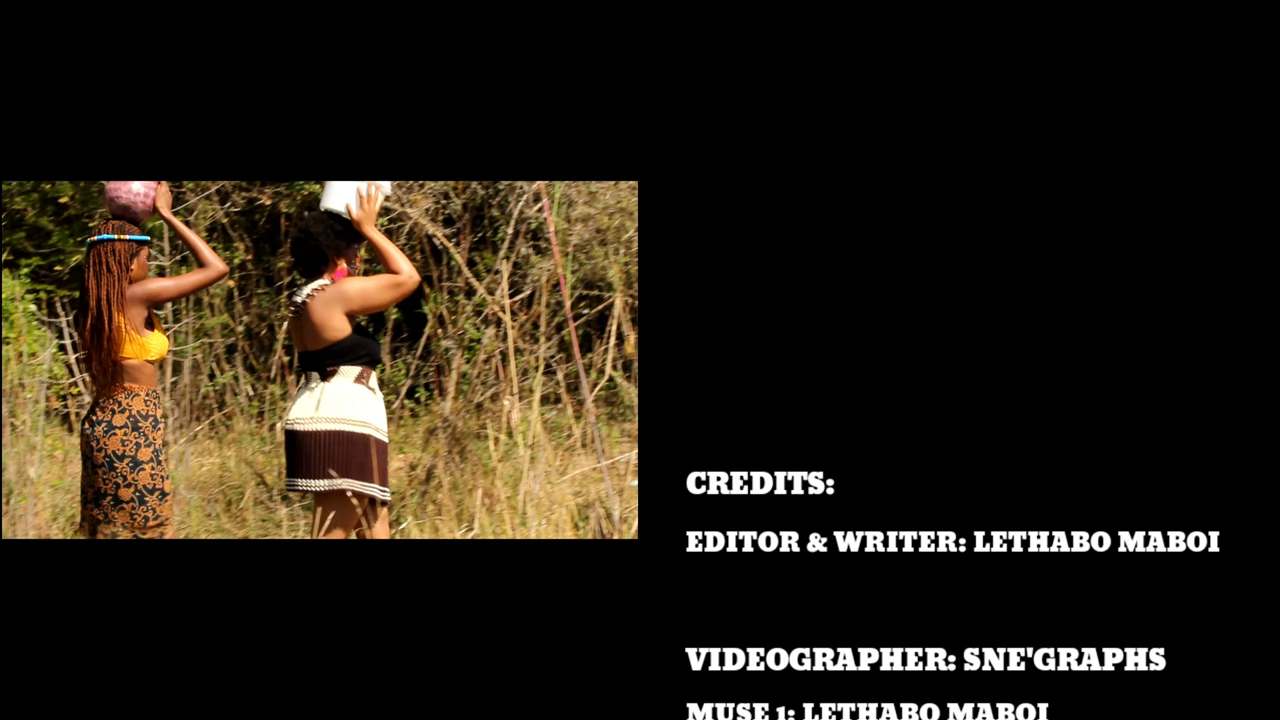 CREDITS:
EDITOR & WRITER: LETHABO MABOI
VIDEOGRAPHER: SNE'GRAPHS
MUSE 1: LETHABO MABOI